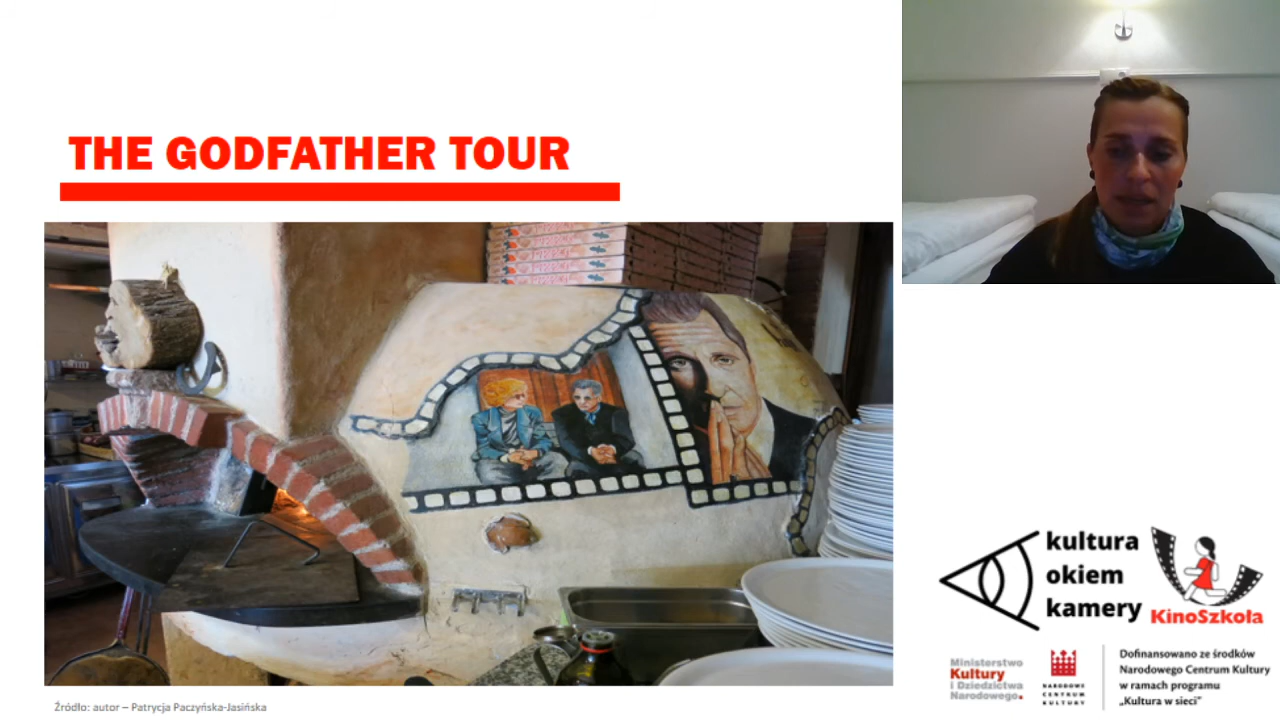 THE GODFATHER TOUR
kultura
okiem
kamery
KinoSzkoła
Ministerstwo
Kultury
i Dziedzictwa
Narodowego.
NARODOWE
CENTRUM
KULTURY
Dofinansowano ze środków
Narodowego Centrum Kultury
w ramach programu
„Kultura w sieci”
Źródło: autor – Patrycja Paczyńska-Jasińska